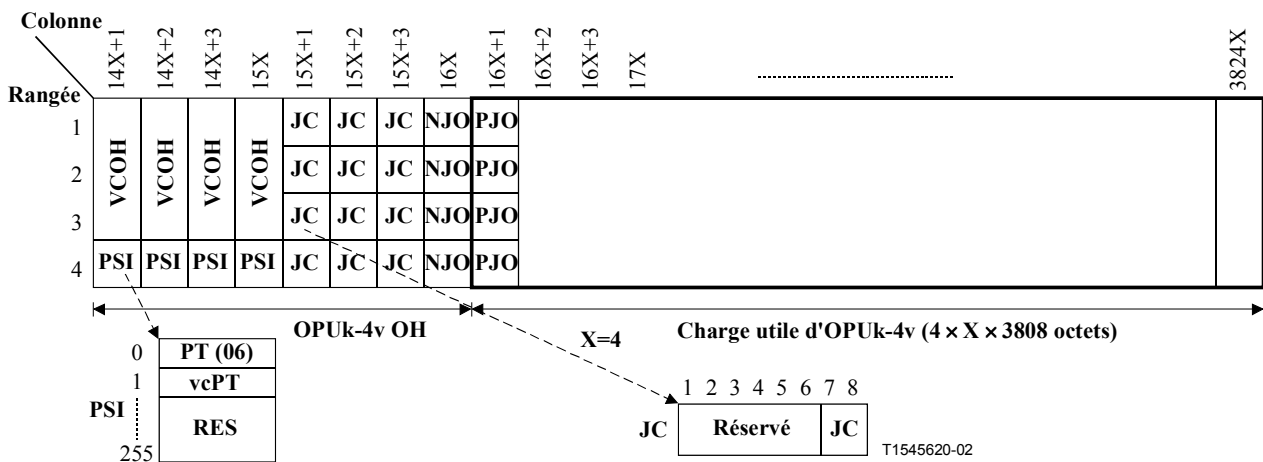 Colonne
14X+1 14X+2 14X+3 15X 15X+1 15X+2 15X+3 16X 16X+1 16X+2 16X+3 17X 3824X
Rangée
1 VCOH VCOH VCOH VCOH JC JC JC NJO PJO
2 JC JC JC NJO PJO
3 JC JC JC NJO PJO
4 PSI PSI PSI PSI JC JC JC NJO PJO
OPUk-4v OH
X=4
Charge utile d'OPUk-4v (4 × X × 3808 octets)
0 PT (06)
1 vcPT
PSI
RES
255
1 2 3 4 5 6 7 8
JC Réservé JC
T1545620-02